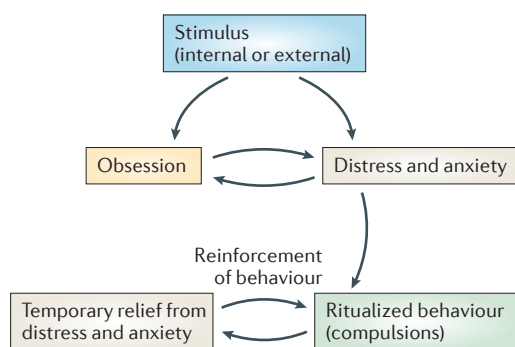 Stimulus
(internal or external)
Obsession
Distress and anxiety
Reinforcement
of behaviour
Temporary relief from
distress and anxiety
Ritualized behaviour
(compulsions)